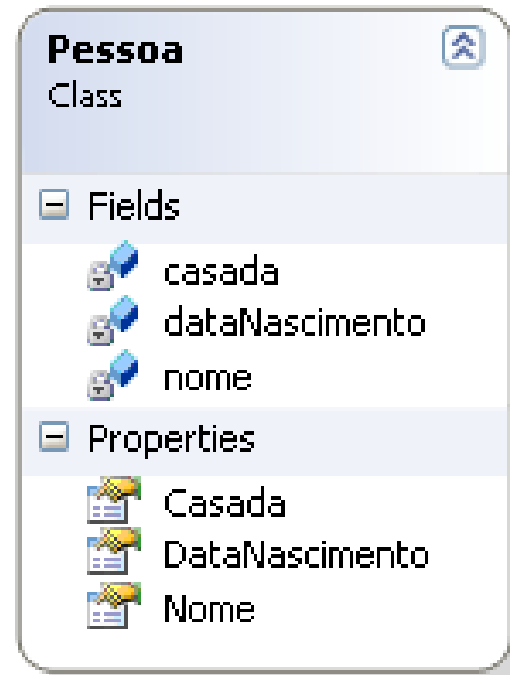 Pessoa
Class
Fields
casada
dataNascimento
nome
Properties
Casada
DataNascimento
Nome